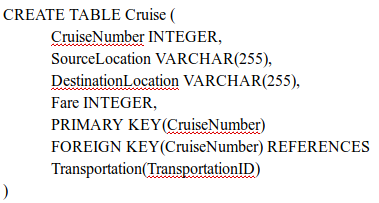 CREATE TABLE Cruise (
CruiseNumber INTEGER,
SourceLocation VARCHAR(255),
DestinationLocation VARCHAR(255),
Fare INTEGER,
PRIMARY KEY(CruiseNumber)
FOREIGN KEY(CruiseNumber) REFERENCES
Transportation(TransportationID)
)